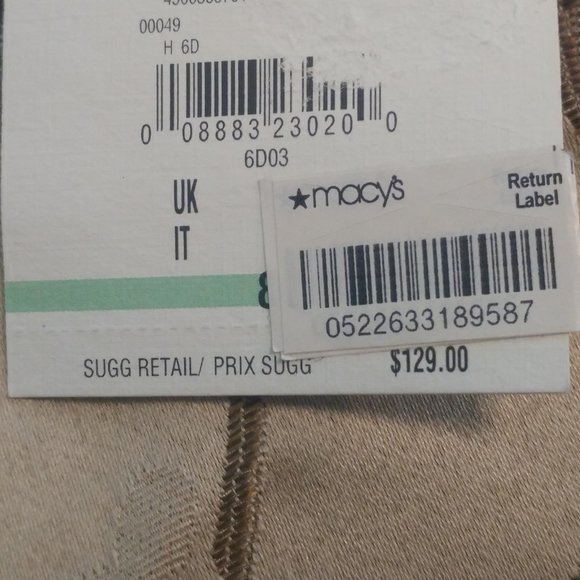 00049
H 6D
0 08883 23020 0
6D03
UK
IT
★macy's
Return
Label
0522633189587
SUGG RETAIL/ PRIX SUGG
$129.00